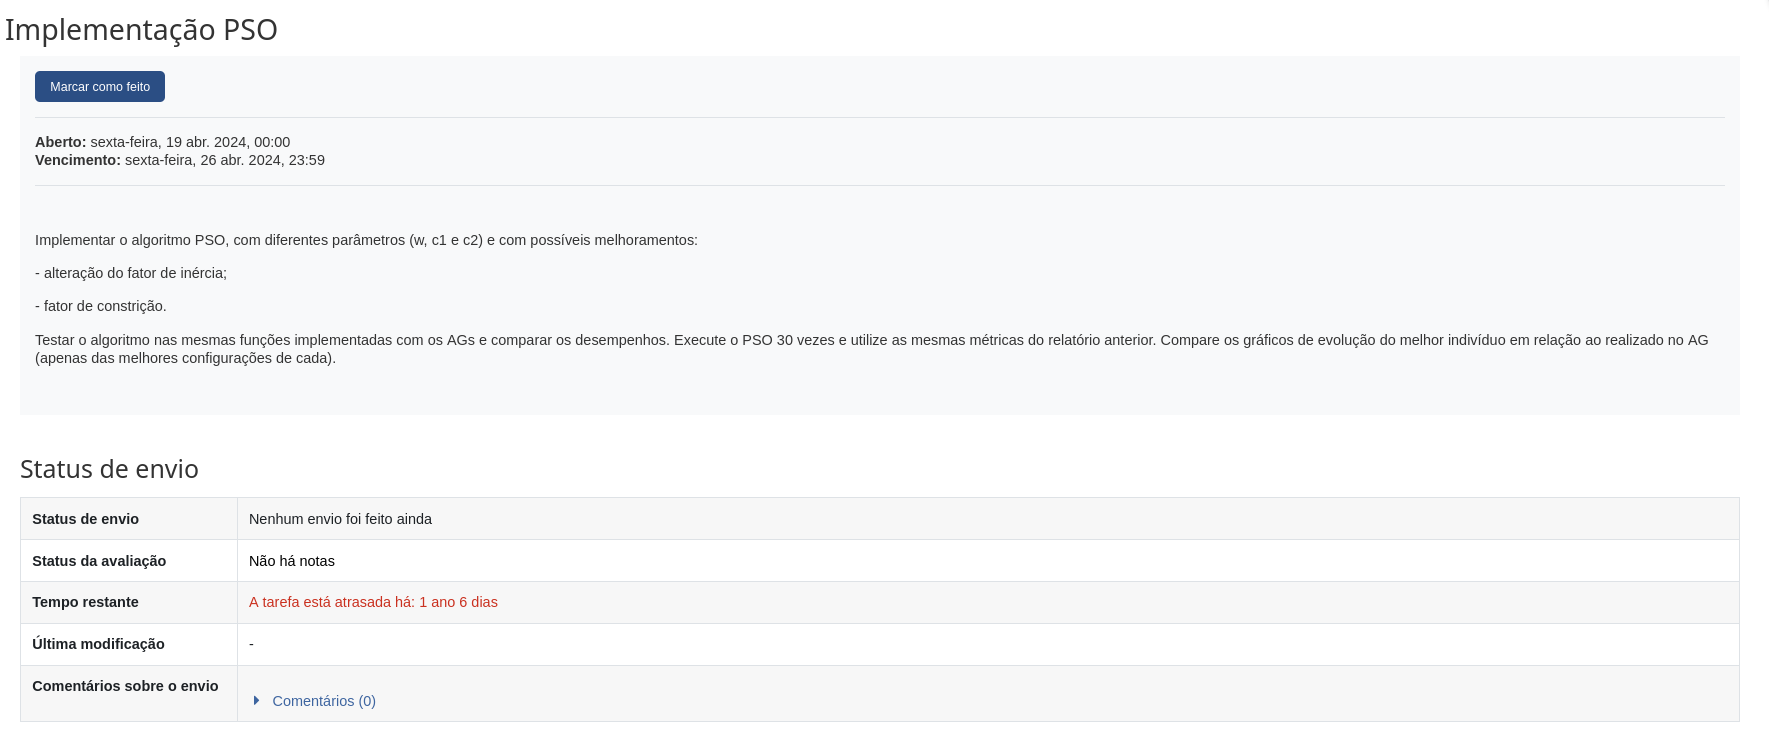 Implementação PSO
Marcar como feito
Aberto: sexta-feira, 19 abr. 2024, 00:00
Vencimento: sexta-feira, 26 abr. 2024, 23:59
Implementar o algoritmo PSO, com diferentes parâmetros (w, c1 e c2) e com possíveis melhoramentos:
- alteração do fator de inércia;
- fator de constrição.
Testar o algoritmo nas mesmas funções implementadas com os AGs e comparar os desempenhos. Execute o PSO 30 vezes e utilize as mesmas métricas do relatório anterior. Compare os gráficos de evolução do melhor indivíduo em relação ao realizado no AG
(apenas das melhores configurações de cada).
Status de envio
Status de envio Nenhum envio foi feito ainda
Status da avaliação Não há notas
Tempo restante A tarefa está atrasada há: 1 ano 6 dias
Última modificação -
Comentários sobre o envio
Comentários (0)